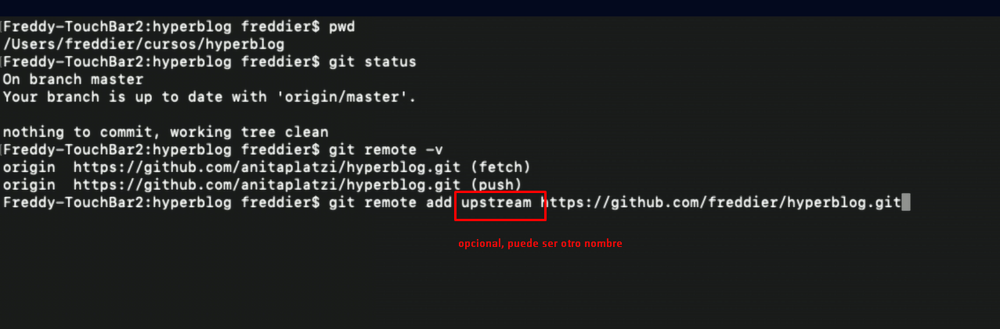 Freddy-TouchBar2:hyperblog freddier$ pwd
/Users/freddier/cursos/hyperblog
Freddy-TouchBar2:hyperblog freddier$ git status
On branch master
Your branch is up to date with 'origin/master'.
nothing to commit, working tree clean
Freddy-TouchBar2:hyperblog freddier$ git remote -v
origin  https://github.com/anitaplatzi/hyperblog.git (fetch)
origin  https://github.com/anitaplatzi/hyperblog.git (push)
Freddy-TouchBar2:hyperblog freddier$ git remote add upstream https://github.com/freddier/hyperblog.git
opcional, puede ser otro nombre